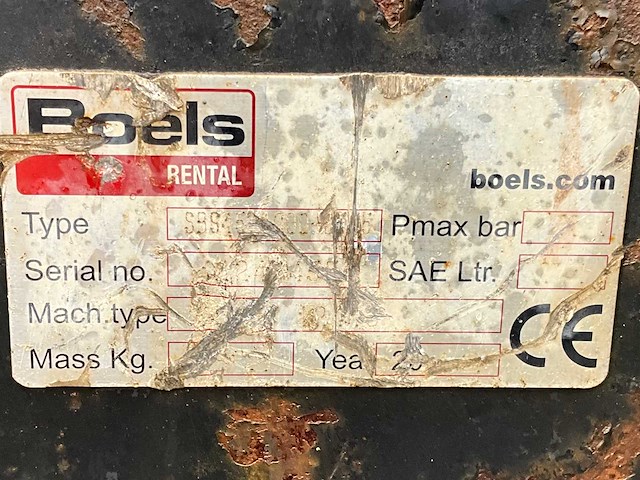 Boels
RENTAL
boels.com
Type Pmax bar
Serial no. SAE Ltr.
Mach.type
Mass Kg. Year
CE